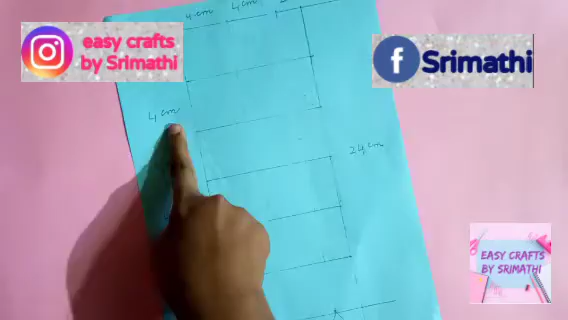 4 cm 4 cm
easy crafts
by Srimathi
f Srimathi
4 cm
24 cm
EASY CRAFTS
BY SRIMATHI